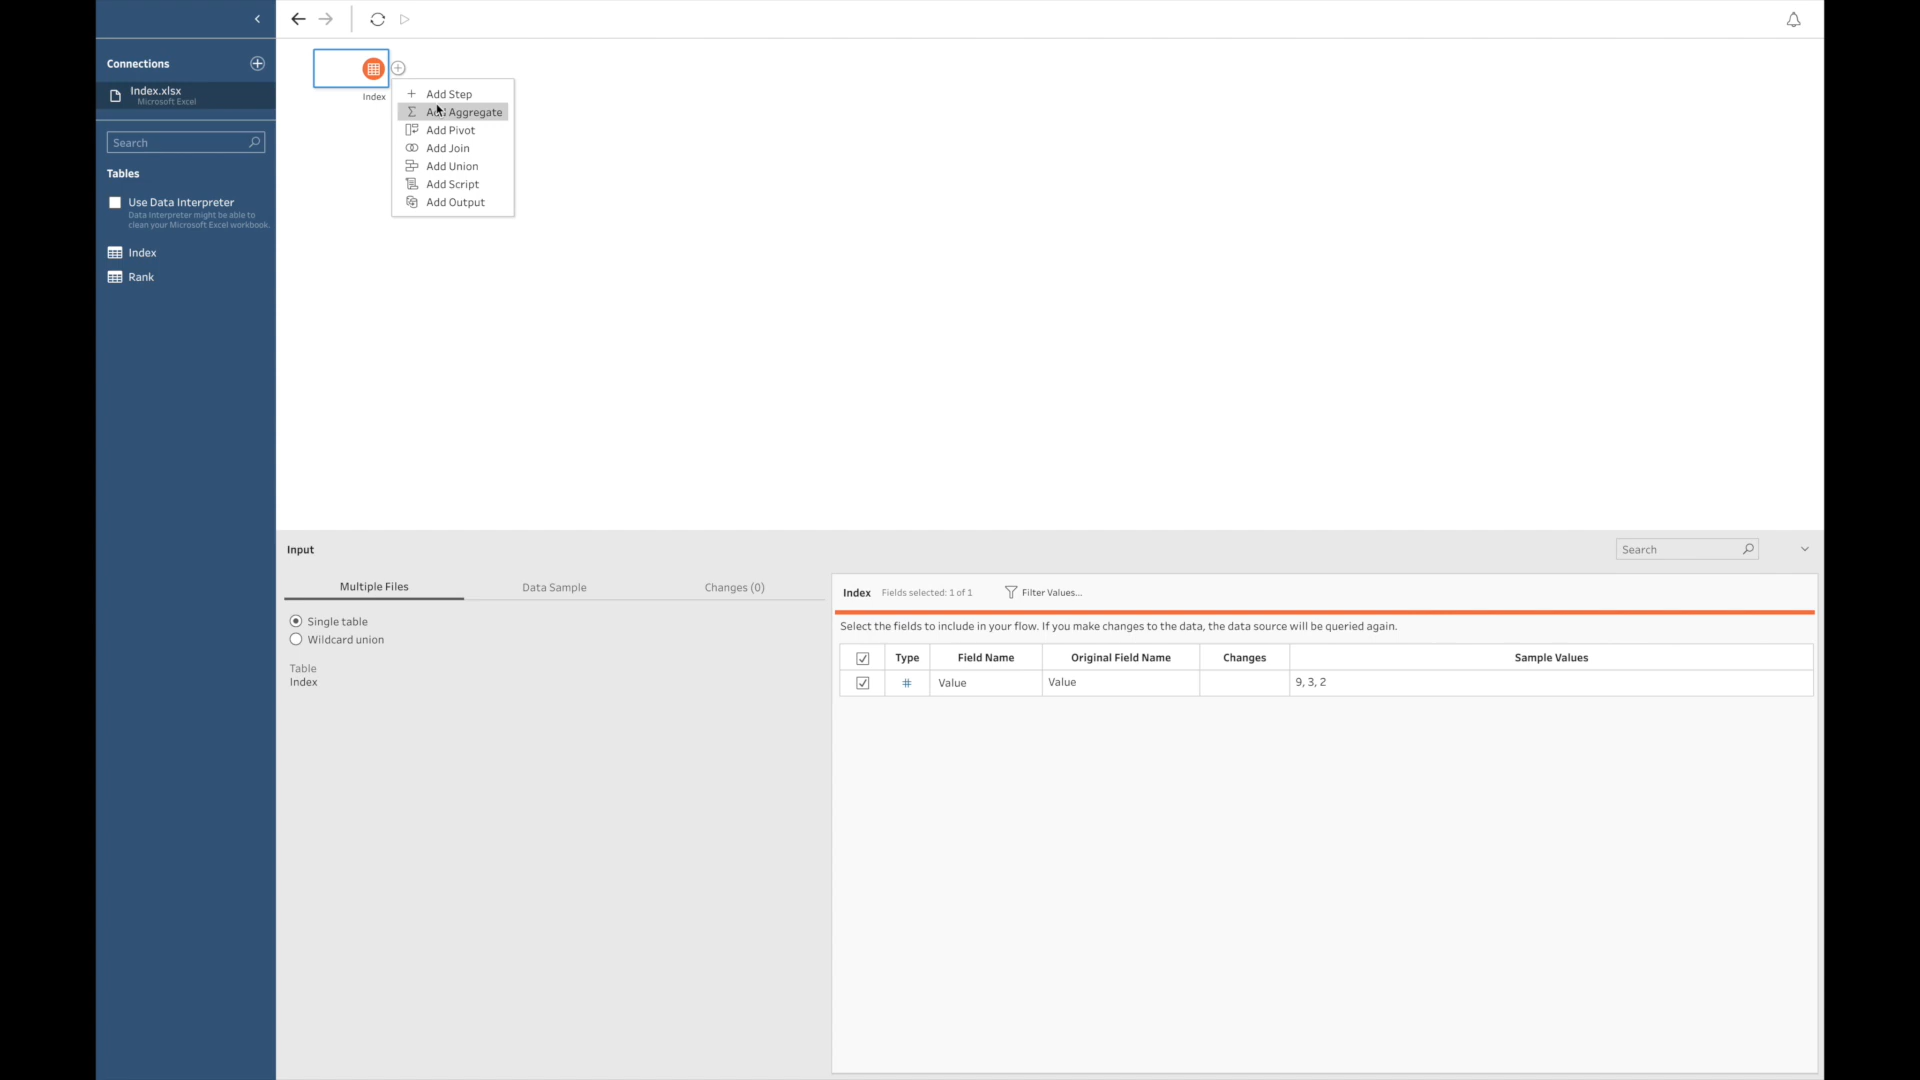 Connections
Index.xlsx
Microsoft Excel
Search
Tables
Use Data Interpreter
Data Interpreter might be able to
clean your Microsoft Excel workbook.
Index
Rank
Index
Add Step
Add Aggregate
Add Pivot
Add Join
Add Union
Add Script
Add Output
Input
Search
Multiple Files
Data Sample
Changes (0)
Single table
Wildcard union
Table
Index
Index Fields selected: 1 of 1 Filter Values...
Select the fields to include in your flow. If you make changes to the data, the data source will be queried again.
Type Field Name Original Field Name Changes Sample Values
# Value Value 9, 3, 2